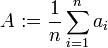 A := \frac{1}{n} \sum_{i=1}^{n} a_i